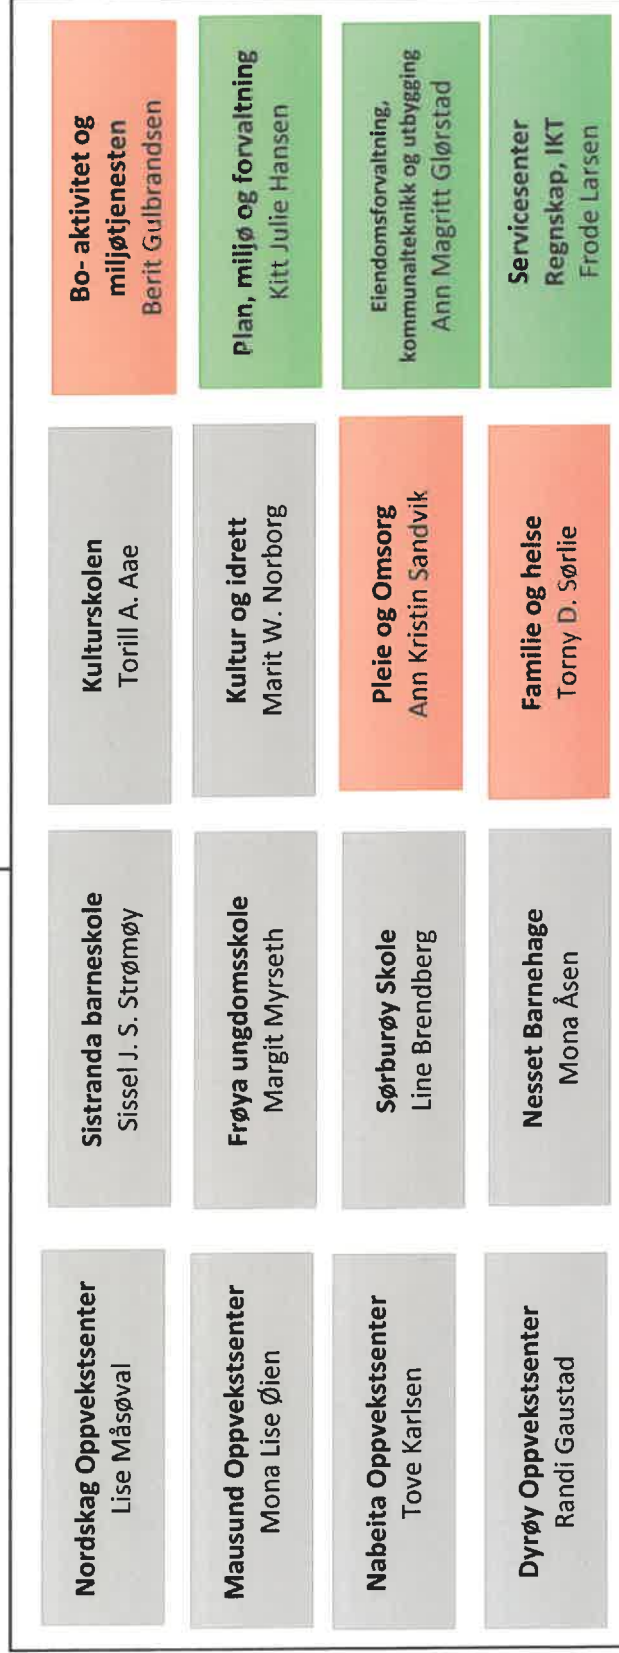 Nordskag Oppvekstsenter
Lise Måsøval
Sistranda barneskole
Sissel J. S. Strømøy
Kulturskolen
Torill A. Aae
Bo- aktivitet og
miljøtjenesten
Berit Gulbrandsen
Mausund Oppvekstsenter
Mona Lise Øien
Frøya ungdomsskole
Margit Myrseth
Kultur og idrett
Marit W. Norborg
Plan, miljø og forvaltning
Kitt Julie Hansen
Nabeita Oppvekstsenter
Tove Karlsen
Sørburøy Skole
Line Brendberg
Pleie og Omsorg
Ann Kristin Sandvik
Eiendomsforvaltning,
kommunalteknikk og utbygging
Ann Magritt Glørstad
Dyrøy Oppvekstsenter
Randi Gaustad
Nesset Barnehage
Mona Åsen
Familie og helse
Torny D. Sørlie
Servicesenter
Regnskap, IKT
Frode Larsen